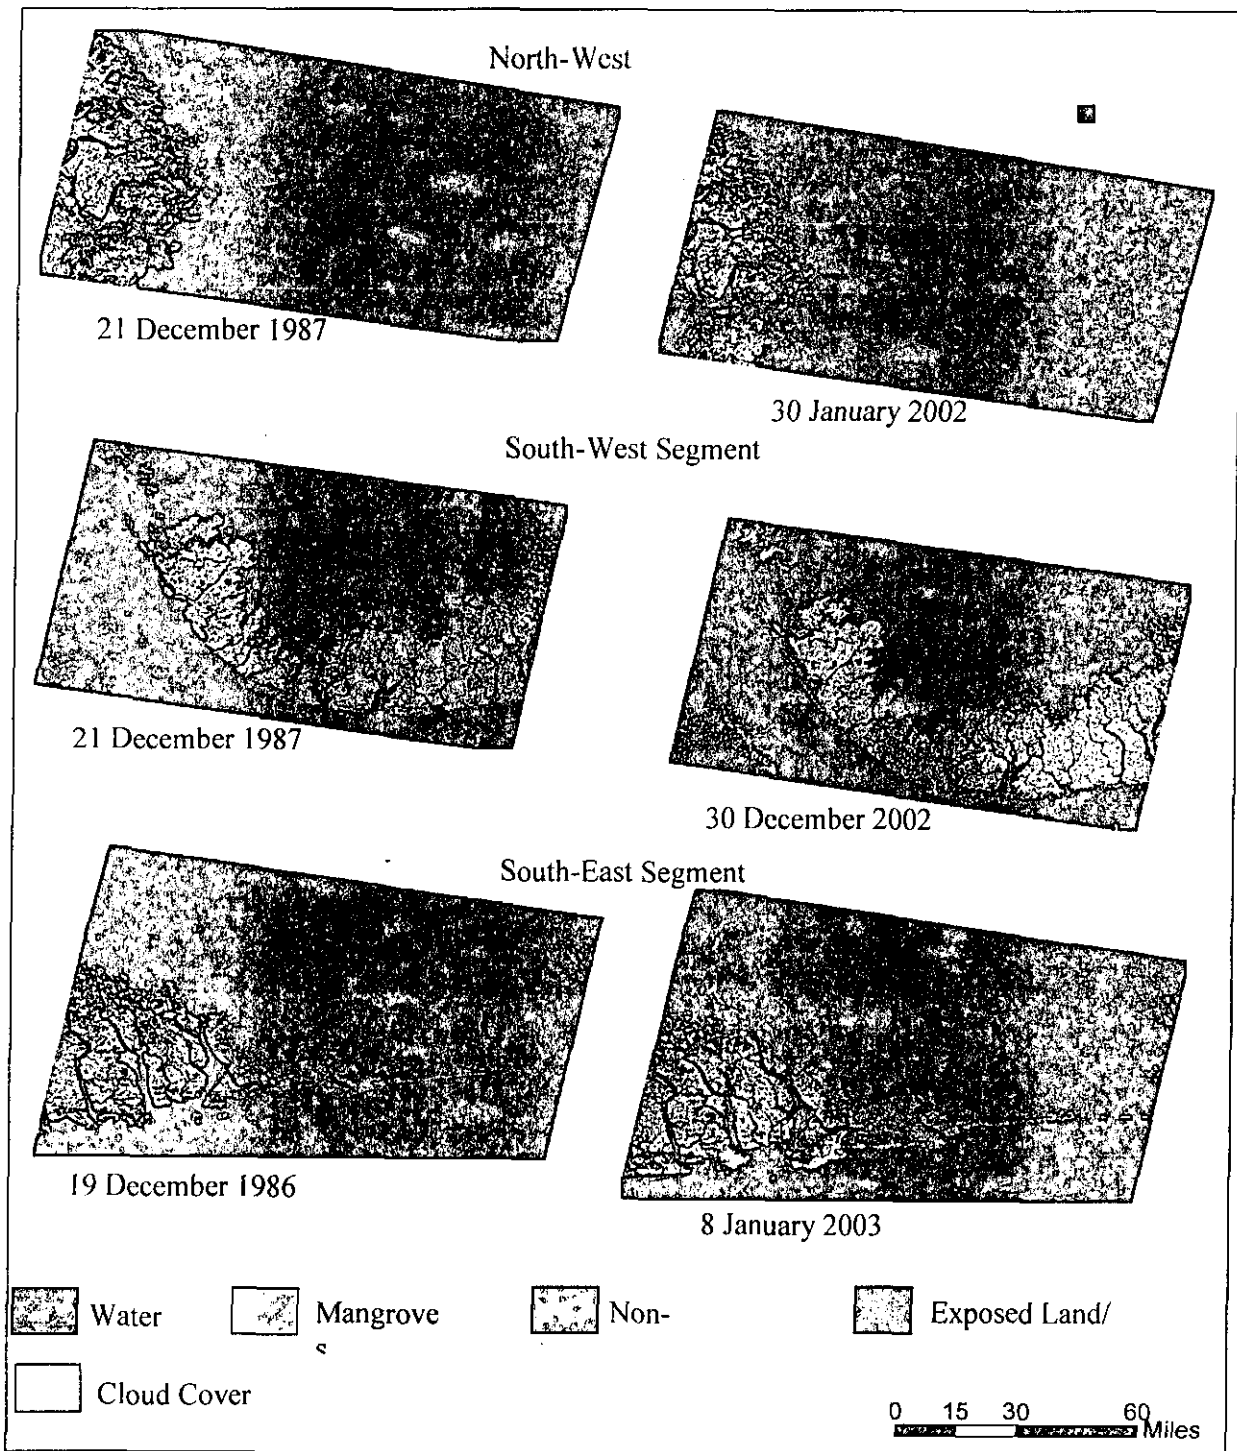 North-West
21 December 1987
30 January 2002
South-West Segment
21 December 1987
30 December 2002
South-East Segment
19 December 1986
8 January 2003
Water
Mangrove
s
Non-
Exposed Land/
Cloud Cover
0 15 30 60
Miles